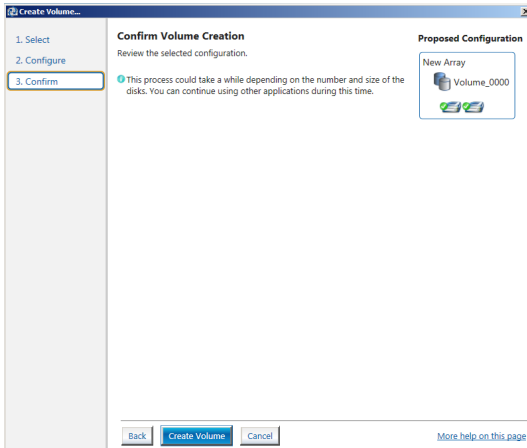 Create Volume...
1. Select
2. Configure
3. Confirm
Confirm Volume Creation
Review the selected configuration.
This process could take a while depending on the number and size of the
disks. You can continue using other applications during this time.
Proposed Configuration
New Array
Volume_0000
Back
Create Volume
Cancel
More help on this page